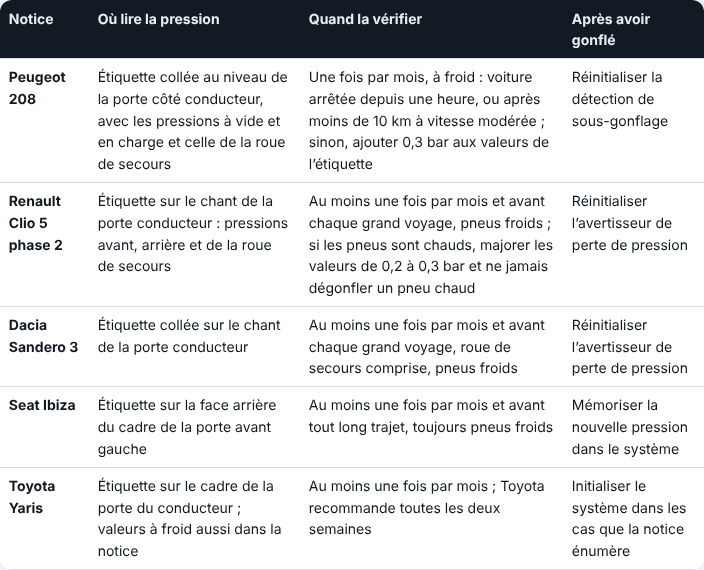 Notice
Où lire la pression
Quand la vérifier
Après avoir
gonflé
Peugeot
208
Étiquette collée au niveau de
la porte côté conducteur,
avec les pressions à vide et
en charge et celle de la roue
de secours
Une fois par mois, à froid : voiture
arrêtée depuis une heure, ou après
moins de 10 km à vitesse modérée ;
sinon, ajouter 0,3 bar aux valeurs de
l’étiquette
Réinitialiser la
détection de
sous-gonflage
Renault
Clio 5
phase 2
Étiquette sur le chant de la
porte conducteur : pressions
avant, arrière et de la roue
de secours
Au moins une fois par mois et avant
chaque grand voyage, pneus froids ;
si les pneus sont chauds, majorer les
valeurs de 0,2 à 0,3 bar et ne jamais
dégonfler un pneu chaud
Réinitialiser
l’avertisseur de
perte de pression
Dacia
Sandero 3
Étiquette collée sur le chant
de la porte conducteur
Au moins une fois par mois et avant
chaque grand voyage, roue de
secours comprise, pneus froids
Réinitialiser
l’avertisseur de
perte de pression
Seat Ibiza
Étiquette sur la face arrière
du cadre de la porte avant
gauche
Au moins une fois par mois et avant
tout long trajet, toujours pneus froids
Mémoriser la
nouvelle pression
dans le système
Toyota
Yaris
Étiquette sur le cadre de la
porte du conducteur ;
valeurs à froid aussi dans la
notice
Au moins une fois par mois ; Toyota
recommande toutes les deux
semaines
Initialiser le
système dans les
cas que la notice
énumère